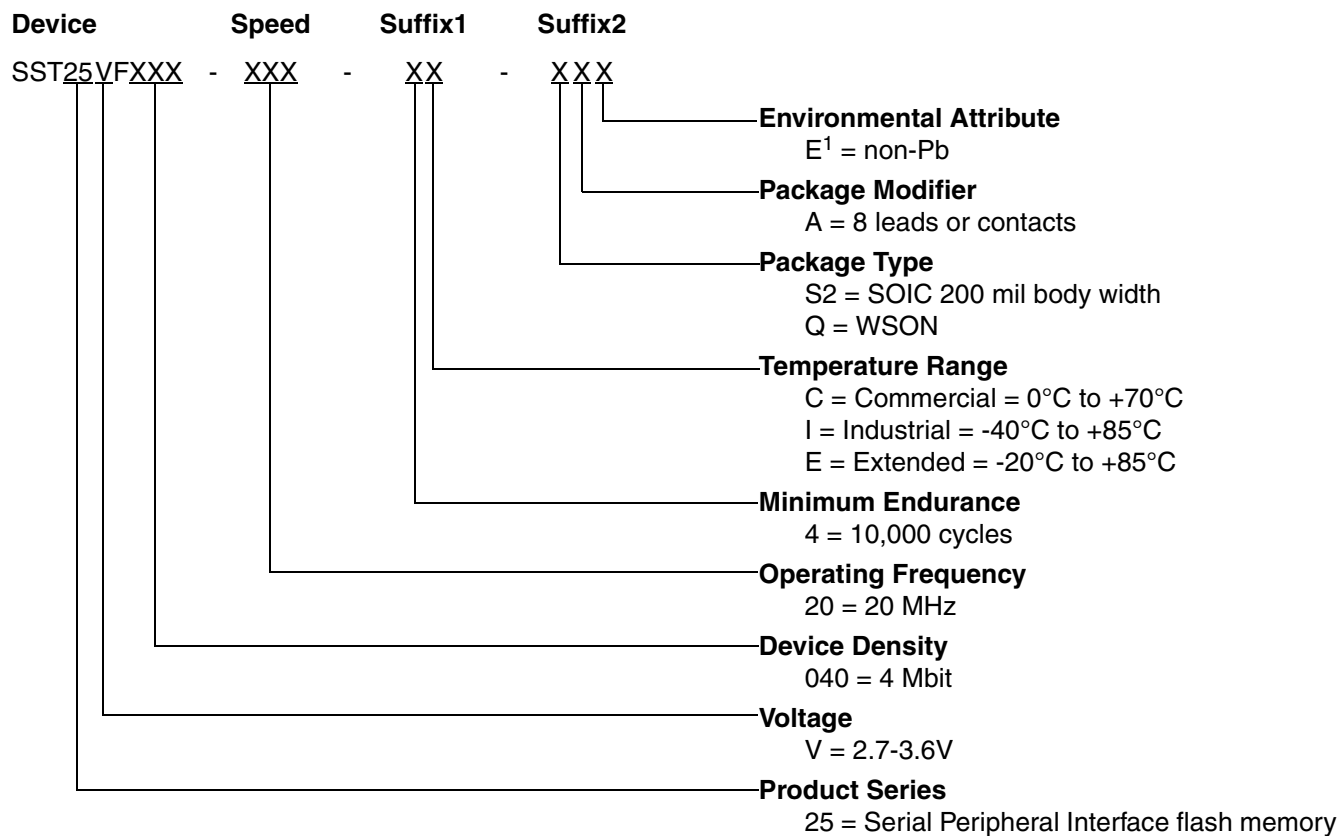 Device Speed Suffix1 Suffix2
SST25VFXXX - XXX - XX - XXX
Environmental Attribute
E1 = non-Pb
Package Modifier
A = 8 leads or contacts
Package Type
S2 = SOIC 200 mil body width
Q = WSON
Temperature Range
C = Commercial = 0°C to +70°C
I = Industrial = -40°C to +85°C
E = Extended = -20°C to +85°C
Minimum Endurance
4 = 10,000 cycles
Operating Frequency
20 = 20 MHz
Device Density
040 = 4 Mbit
Voltage
V = 2.7-3.6V
Product Series
25 = Serial Peripheral Interface flash memory